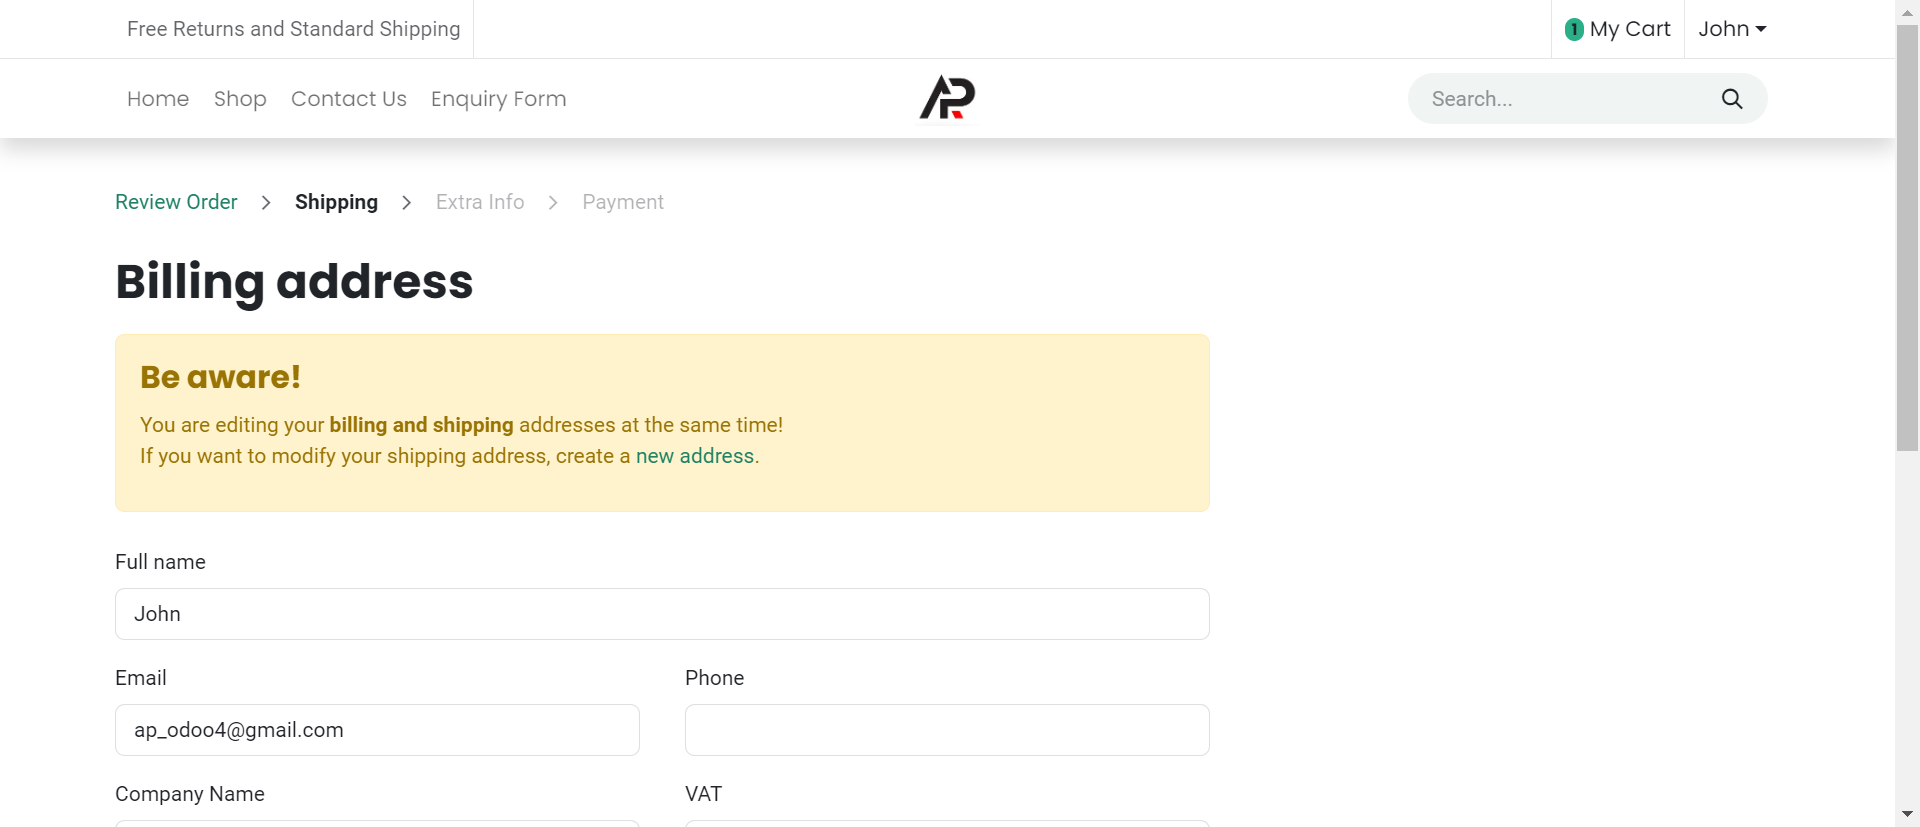 Free Returns and Standard Shipping
1 My Cart
John
Home Shop Contact Us Enquiry Form
APR
Search...
Review Order > Shipping > Extra Info > Payment
Billing address
Be aware!
You are editing your billing and shipping addresses at the same time!
If you want to modify your shipping address, create a new address.
Full name
John
Email Phone
ap_odoo4@gmail.com
Company Name VAT